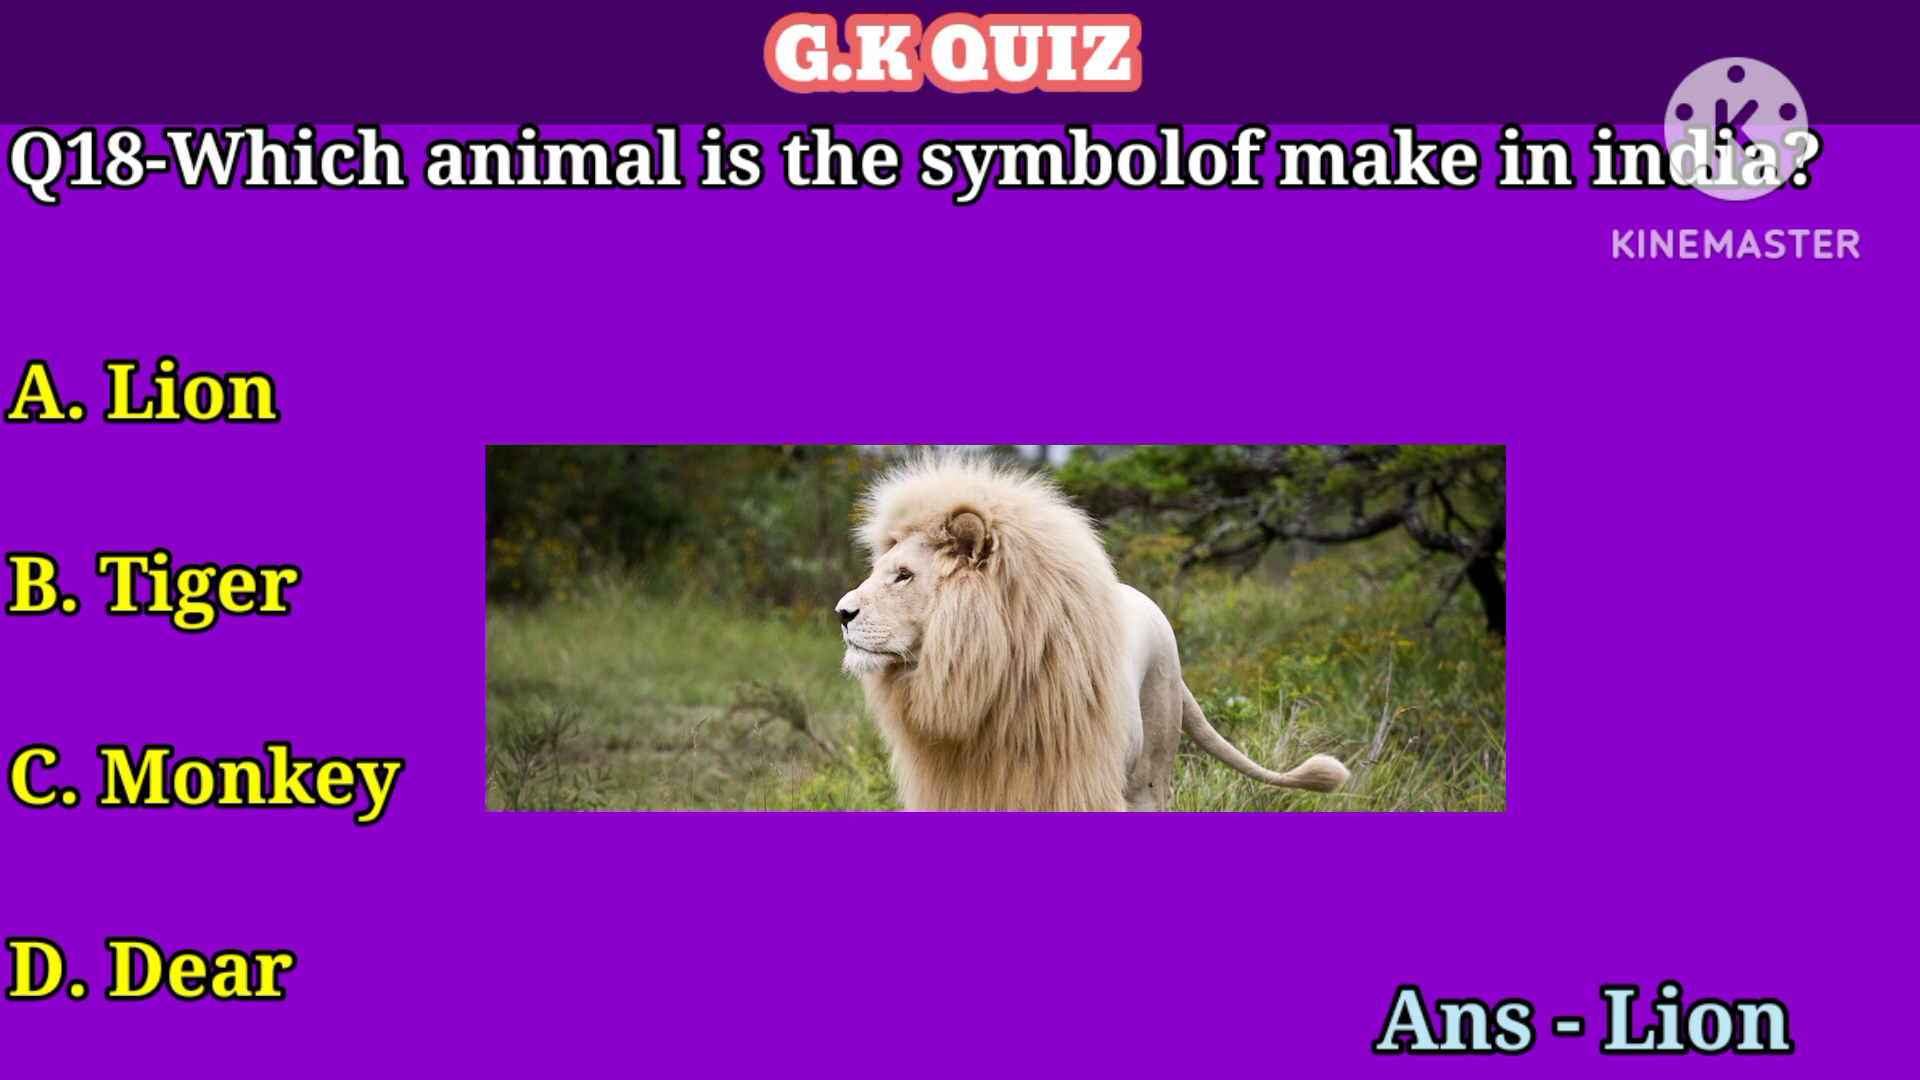 G.K QUIZ
Q18-Which animal is the symbolof make in india?
K
KINEMASTER
A. Lion
B. Tiger
C. Monkey
D. Dear
Ans - Lion